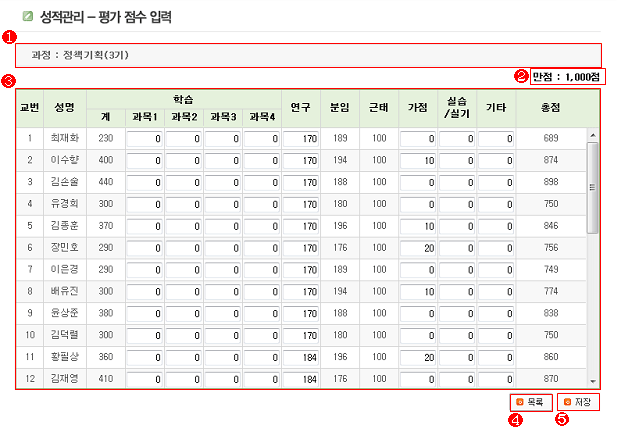 성적관리 – 평가 점수 입력
1
과정 : 정책기획(3기)
2 만점 : 1,000점
3
교번 성명 학습 연구 분임 근태 가점 실습/실기 기타 총점
계 과목1 과목2 과목3 과목4
1 최재화 230 0 0 0 0 170 189 100 0 0 0 689
2 이수향 400 0 0 0 0 170 194 100 10 0 0 874
3 김손술 440 0 0 0 0 170 188 100 0 0 0 898
4 유경회 300 0 0 0 0 170 180 100 0 0 0 750
5 김종훈 370 0 0 0 0 170 196 100 10 0 0 846
6 장민호 290 0 0 0 0 170 176 100 20 0 0 756
7 이은경 290 0 0 0 0 170 189 100 0 0 0 749
8 배유진 300 0 0 0 0 170 194 100 10 0 0 774
9 윤상준 380 0 0 0 0 170 188 100 0 0 0 838
10 김덕렬 300 0 0 0 0 170 180 100 0 0 0 750
11 황필상 360 0 0 0 0 184 196 100 20 0 0 860
12 김재영 410 0 0 0 0 184 176 100 0 0 0 870
목록 저장
4 5